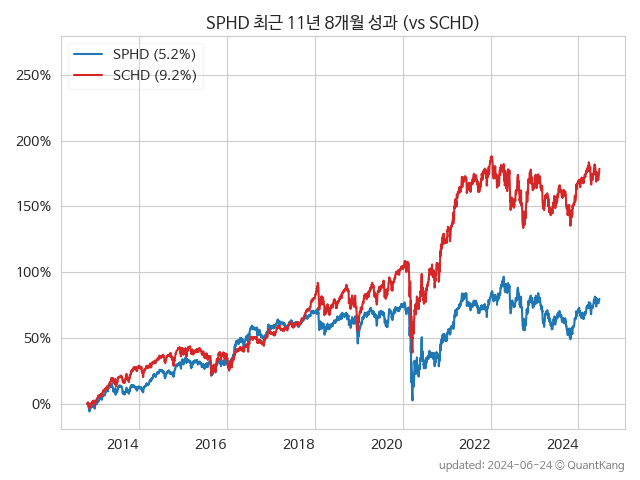 SPHD 최근 11년 8개월 성과 (vs SCHD)
SPHD (5.2%)
SCHD (9.2%)
250%
200%
150%
100%
50%
0%
2014 2016 2018 2020 2022 2024
updated: 2024-06-24 © QuantKang